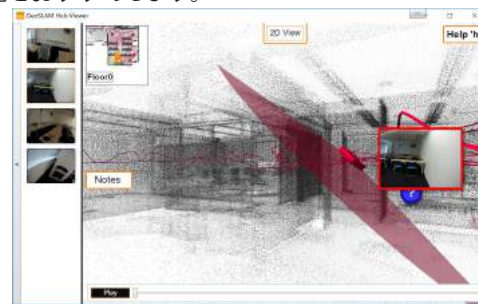 GeoSLAM Hub Viewer
2D View
Help 'h
Floor0
Notes
Play
?